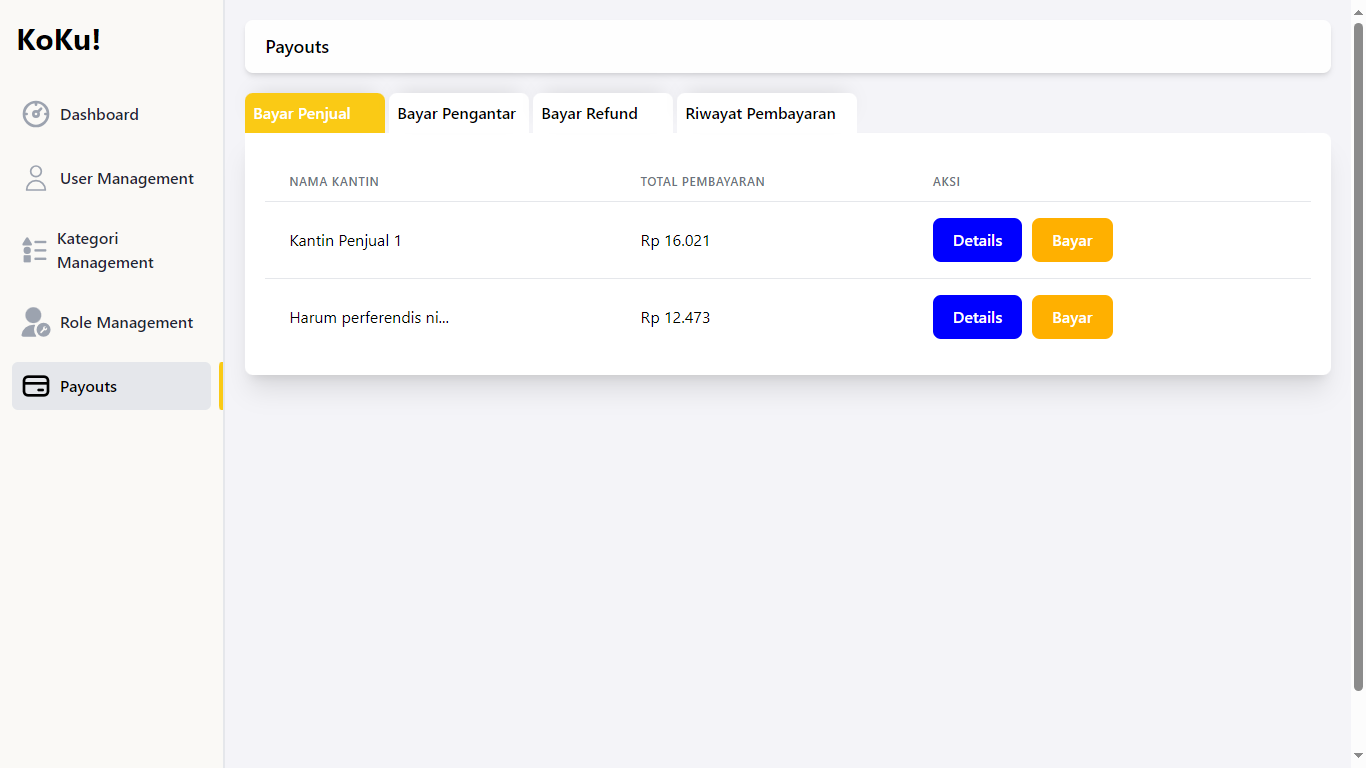 KoKu!
Dashboard
User Management
Kategori
Management
Role Management
Payouts
Payouts
Bayar Penjual
Bayar Pengantar
Bayar Refund
Riwayat Pembayaran
NAMA KANTIN
TOTAL PEMBAYARAN
AKSI
Kantin Penjual 1
Rp 16.021
Details
Bayar
Harum perferendis ni...
Rp 12.473
Details
Bayar